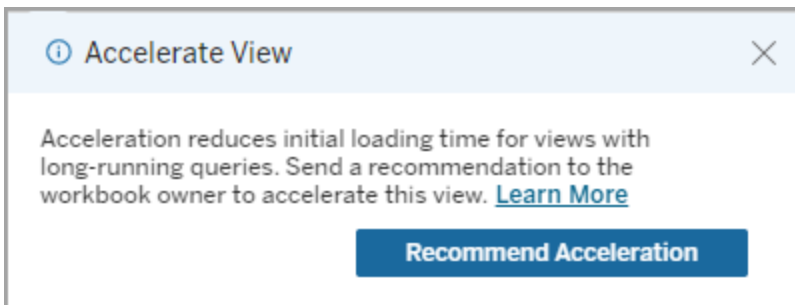 Accelerate View
Acceleration reduces initial loading time for views with
long-running queries. Send a recommendation to the
workbook owner to accelerate this view. Learn More
Recommend Acceleration